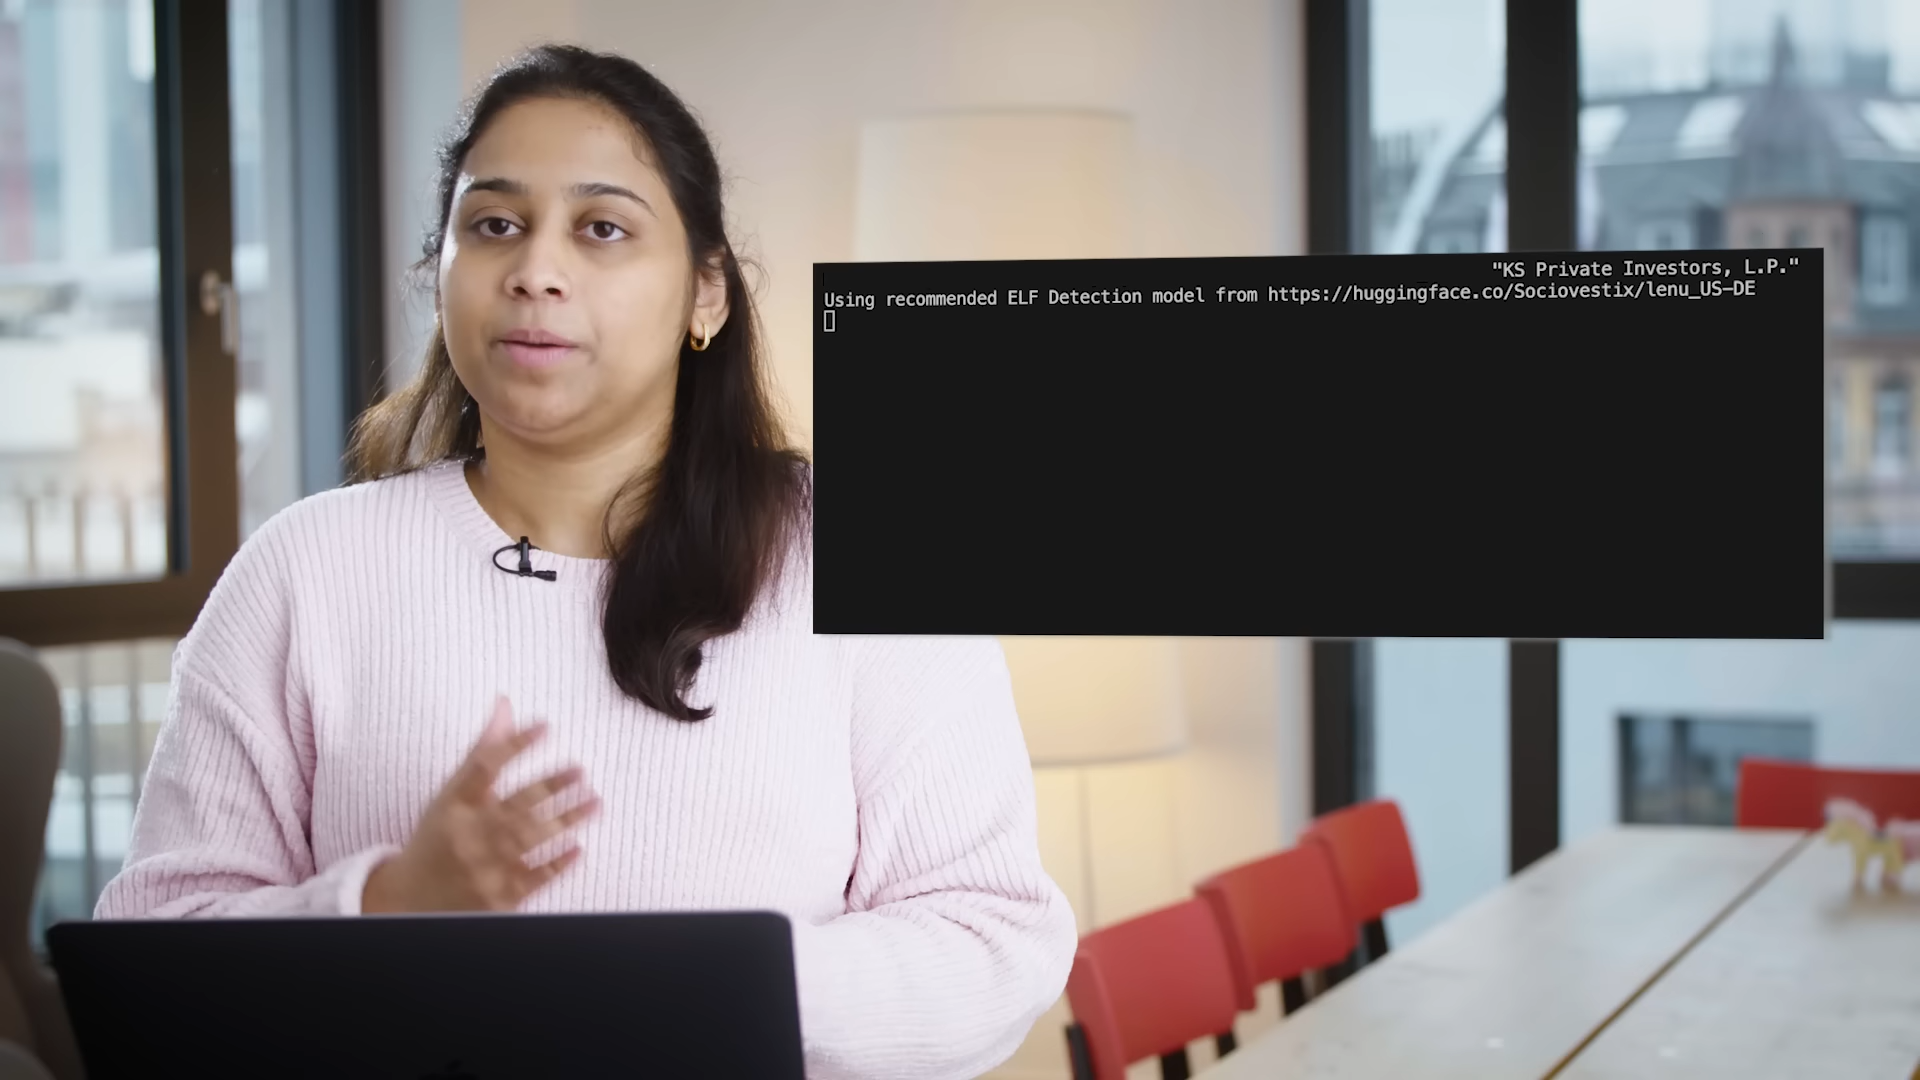 "KS Private Investors, L.P."
Using recommended ELF Detection model from https://huggingface.co/Sociovestix/lenu_US-DE